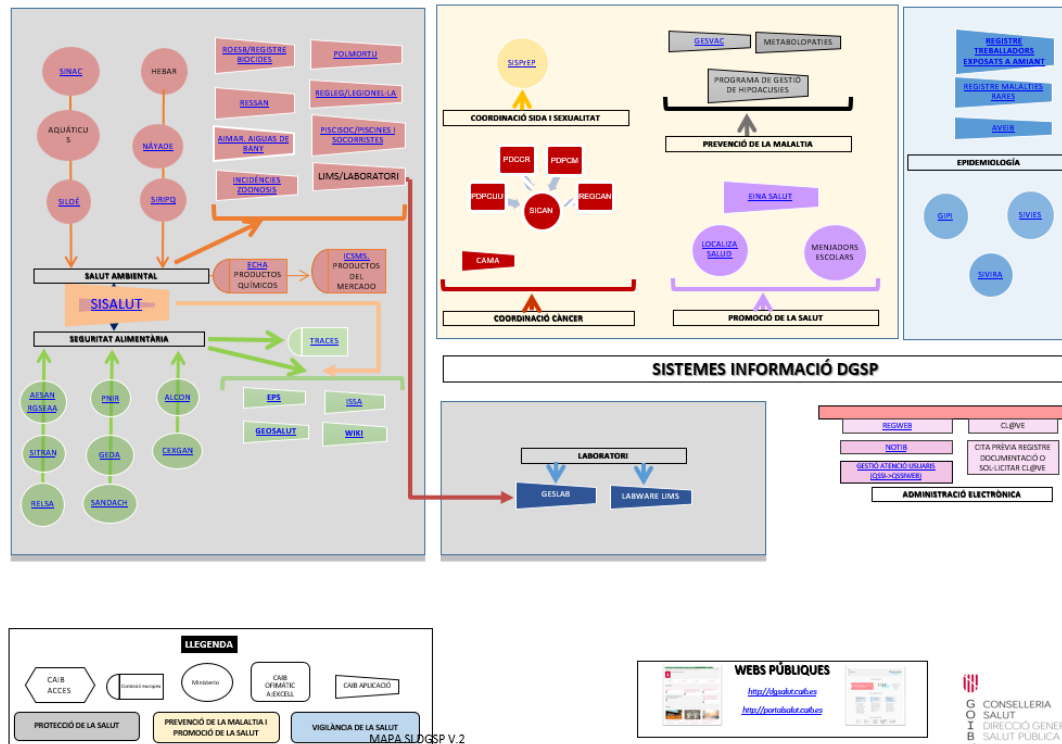 SINAC
HEBAR
ROESB/REGISTRE
BIOCIDES
POLMORTU
AQUÁTICU
S
NÁYADE
RESSAN
REGLEG/LEGIONEL·LA
AIMAR. AIGUAS DE
BANY
PISCISOC/PISCINES I
SOCORRISTES
SILOÉ
SIRIPQ
INCIDÈNCIES
ZOONOSIS
LIMS/LABORATORI
SALUT AMBIENTAL
ECHA
PRODUCTOS
QUÍMICOS
ICSMS.
PRODUCTOS
DEL
MERCADO
SISALUT
SEGURITAT ALIMENTÀRIA
TRACES
AESAN
RGSEAA
PNIR
ALCON
EPS
ISSA
GEOSALUT
WIKI
SITRAN
GEDA
CEXGAN
RELSA
SANDACH
SiSPrEP
COORDINACIÓ SIDA I SEXUALITAT
GESVAC
METABOLOPATIES
PROGRAMA DE GESTIÓ
DE HIPOACUSIES
PREVENCIÓ DE LA MALALTIA
PDCCR
PDPCM
PDPCUU
REGCAN
SICAN
CAMA
COORDINACIÓ CÀNCER
EINA SALUT
LOCALIZA
SALUD
MENJADORS
ESCOLARS
PROMOCIÓ DE LA SALUT
REGISTRE
TREBALLADORS
EXPOSATS A AMIANT
REGISTRE MALALTIES
RARES
AVEIB
EPIDEMIOLOGÍA
GIPI
SIVIES
SIVIRA
SISTEMES INFORMACIÓ DGSP
LABORATORI
GESLAB
LABWARE LIMS
REGWEB
CL@VE
NOTIB
CITA PRÈVIA REGISTRE
DOCUMENTACIÓ O
SOL·LICITAR CL@VE
GESTIÓ ATENCIÓ USUARIS
(QSSI->QSSIWEB)
ADMINISTRACIÓ ELECTRÒNICA
LLEGENDA
CAIB
ACCES
Comissió europea
Ministerio
CAIB
OFIMÀTIC
A:EXCELL
CAIB APLICACIÓ
PROTECCIÓ DE LA SALUT
PREVENCIÓ DE LA MALALTIA I
PROMOCIÓ DE LA SALUT
VIGILÀNCIA DE LA SALUT
MAPA.SI.DGSP V.2
WEBS PÚBLIQUES
http://dgsalut.caib.es
http://portalsalut.caib.es
G CONSELLERIA
O SALUT
I DIRECCIÓ GENER
B SALUT PÚBLICA